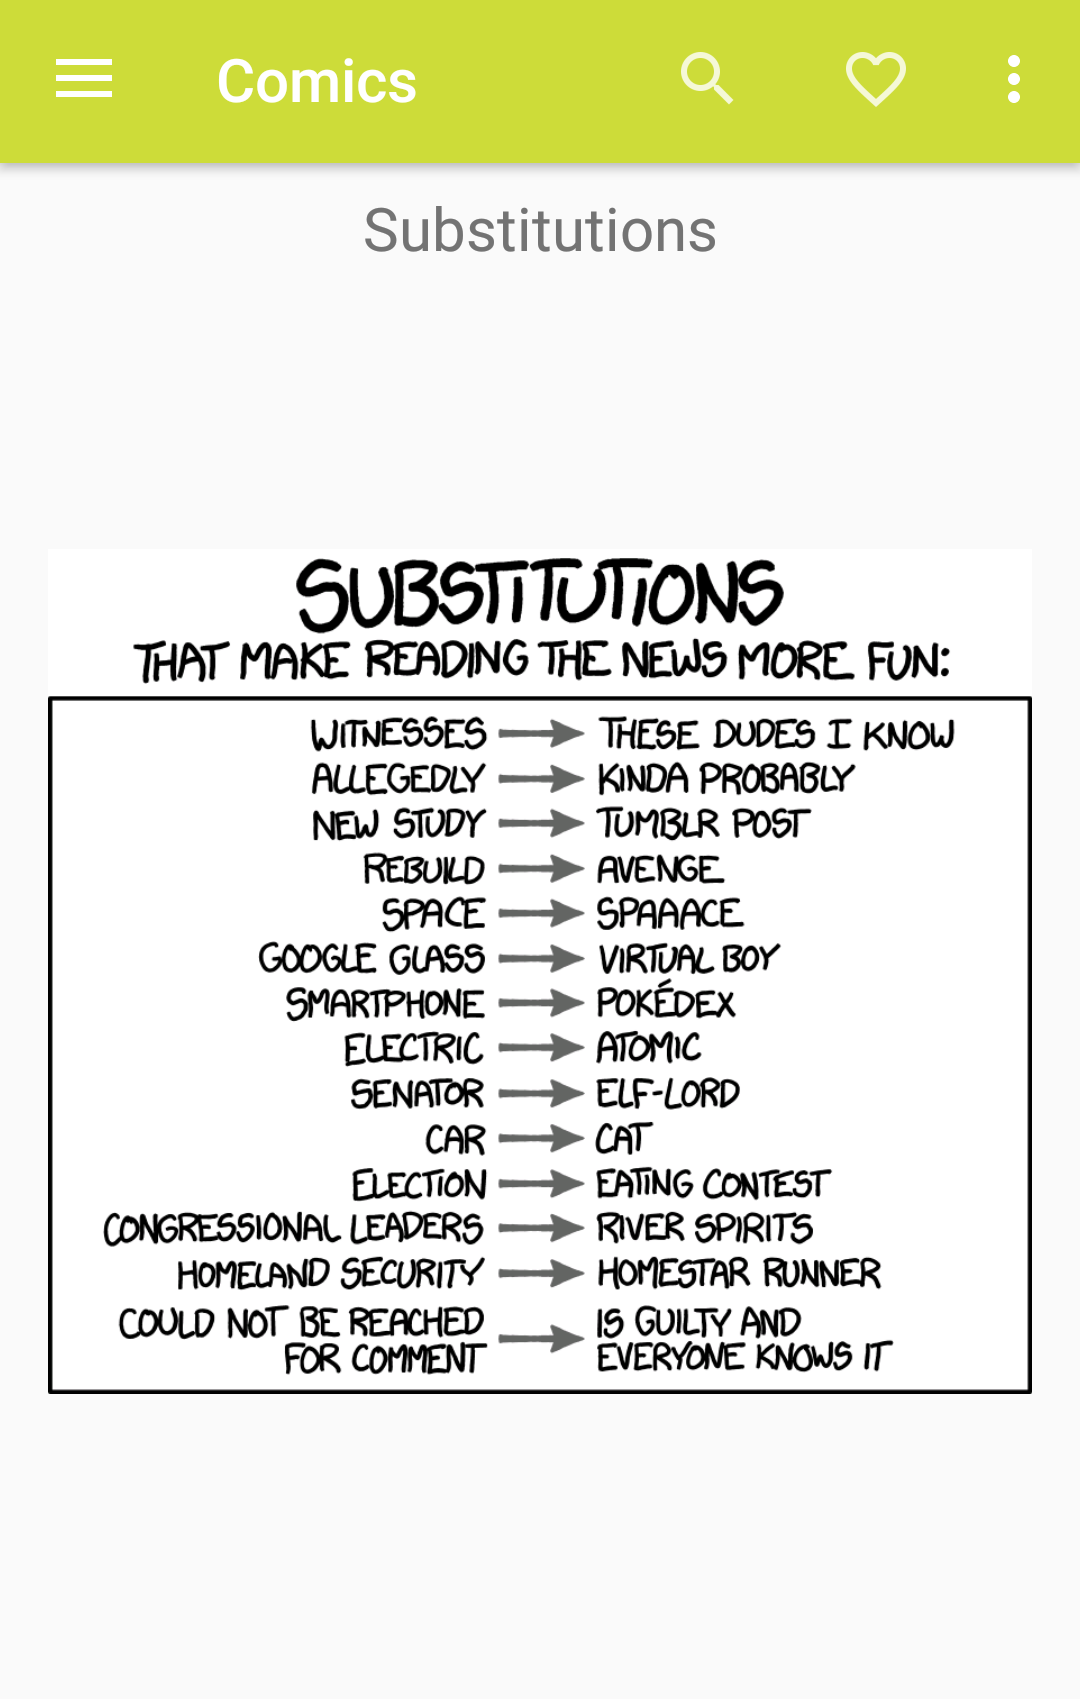 Comics
Substitutions
SUBSTITUTIONS
THAT MAKE READING THE NEWS MORE FUN:
WITNESSES THESE DUDES I KNOW
ALLEGEDLY KINDA PROBABLY
NEW STUDY TUMBLR POST
REBUILD AVENGE
SPACE SPAAACE
GOOGLE GLASS VIRTUAL BOY
SMARTPHONE POKÉDEX
ELECTRIC ATOMIC
SENATOR ELF-LORD
CAR CAT
ELECTION EATING CONTEST
CONGRESSIONAL LEADERS RIVER SPIRITS
HOMELAND SECURITY HOMESTAR RUNNER
COULD NOT BE REACHED
FOR COMMENT
IS GUILTY AND
EVERYONE KNOWS IT